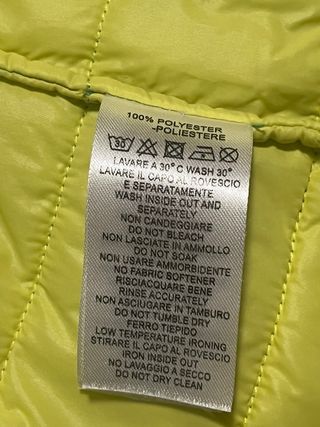 100% POLYESTER
-POLIESTERE
30
LAVARE A 30° C WASH 30°
LAVARE IL CAPO AL ROVESCIO
E SEPARATAMENTE
WASH INSIDE OUT AND
SEPARATELY
NON CANDEGGIARE
DO NOT BLEACH
NON LASCIATE IN AMMOLLO
DO NOT SOAK
NON USARE AMMORBIDENTE
NO FABRIC SOFTENER
RISCIACQUARE BENE
RINSE ACCURATELY
NON ASCIUGARE IN TAMBURO
DO NOT TUMBLE DRY
FERRO TIEPIDO
LOW TEMPERATURE IRONING
STIRARE IL CAPO AL ROVESCIO
IRON INSIDE OUT
NO LAVAGGIO A SECCO
DO NOT DRY CLEAN